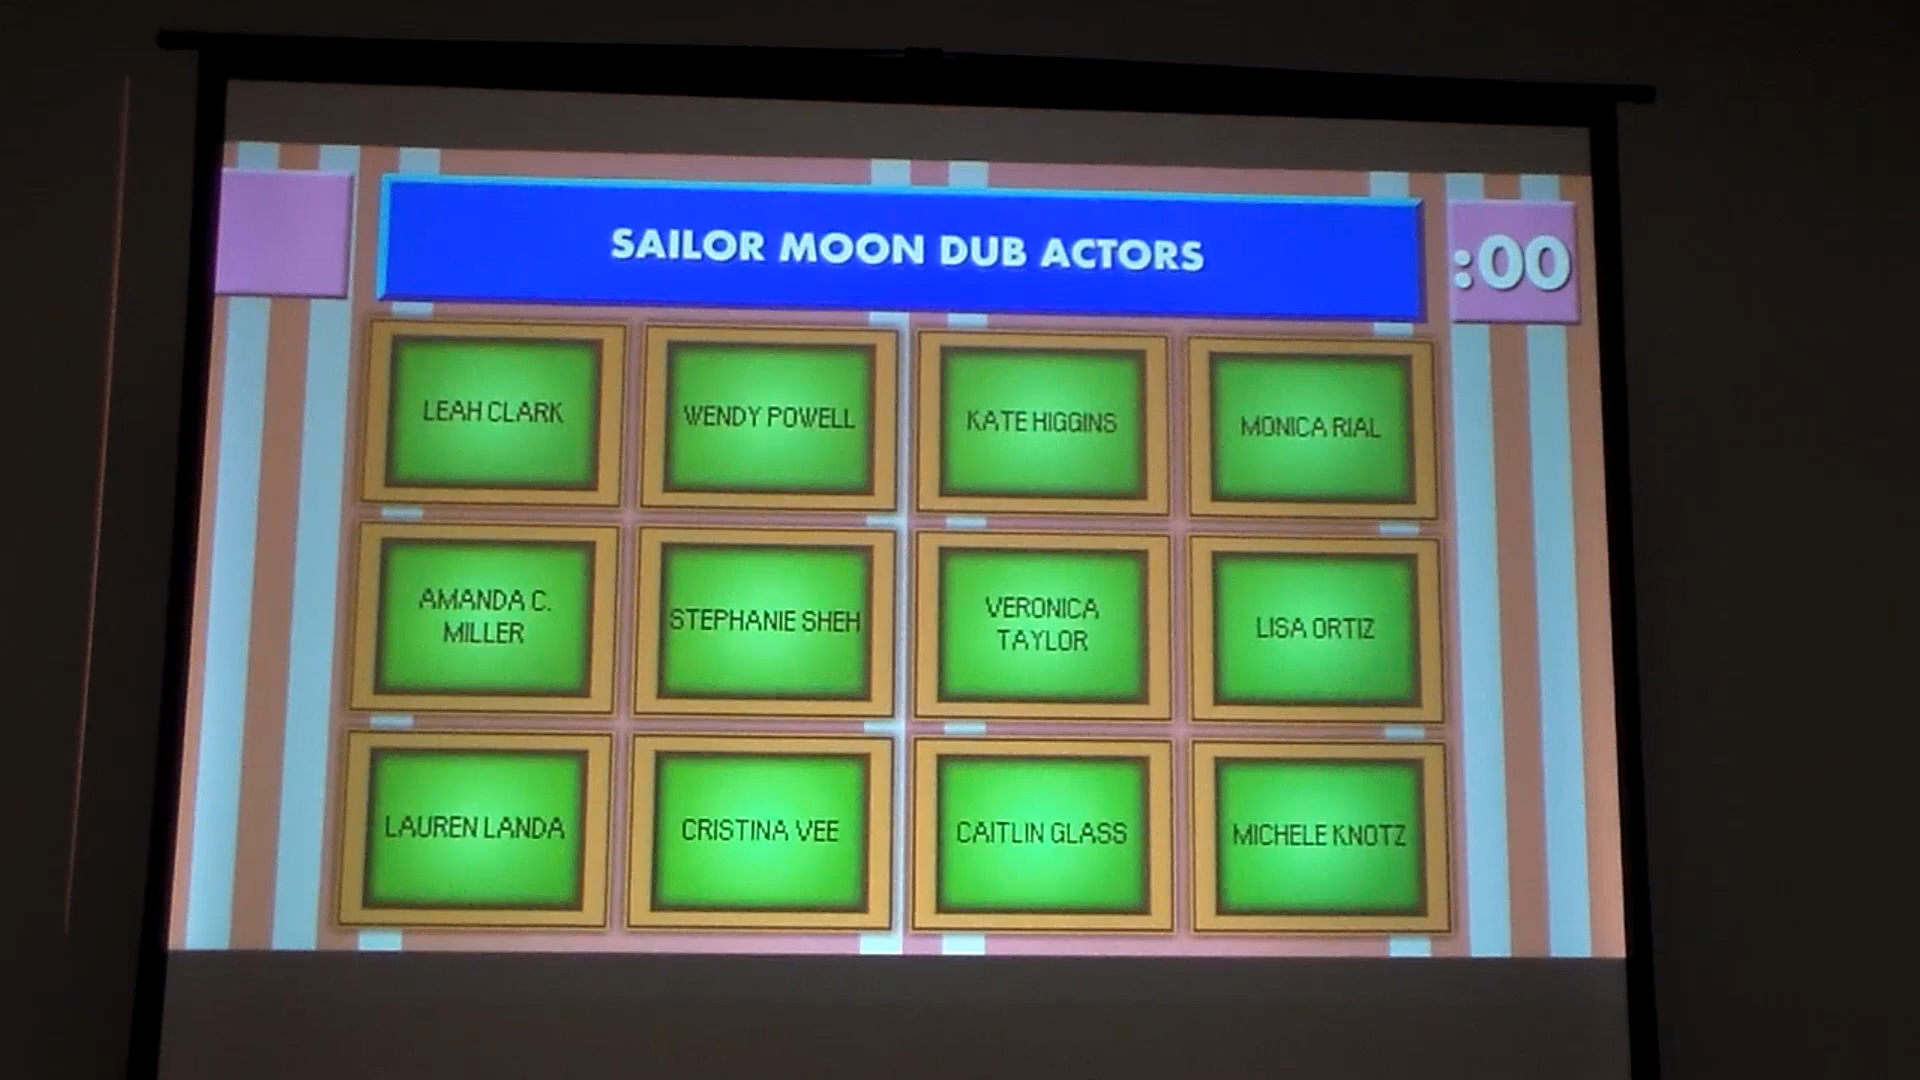 SAILOR MOON DUB ACTORS
:00
LEAH CLARK
WENDY POWELL
KATE HIGGINS
MONICA RIAL
AMANDA C.
MILLER
STEPHANIE SHEH
VERONICA
TAYLOR
LISA ORTIZ
LAUREN LANDA
CRISTINA VEE
CAITLIN GLASS
MICHELE KNOTZ